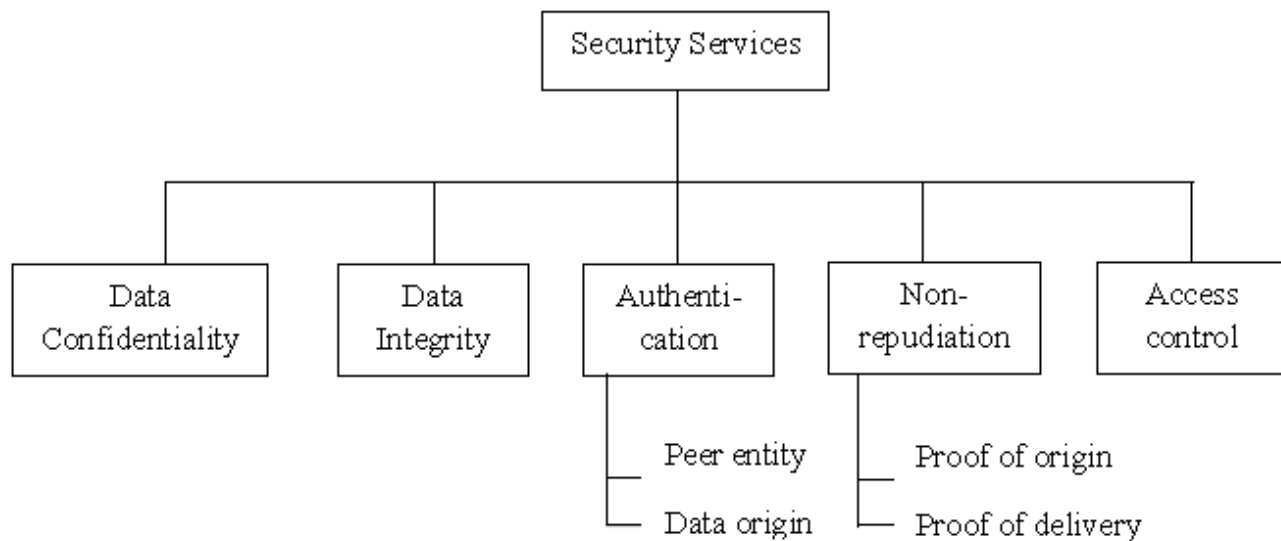 Security Services
Data
Confidentiality
Data
Integrity
Authenti-
cation
Non-
repudiation
Access
control
Peer entity
Data origin
Proof of origin
Proof of delivery